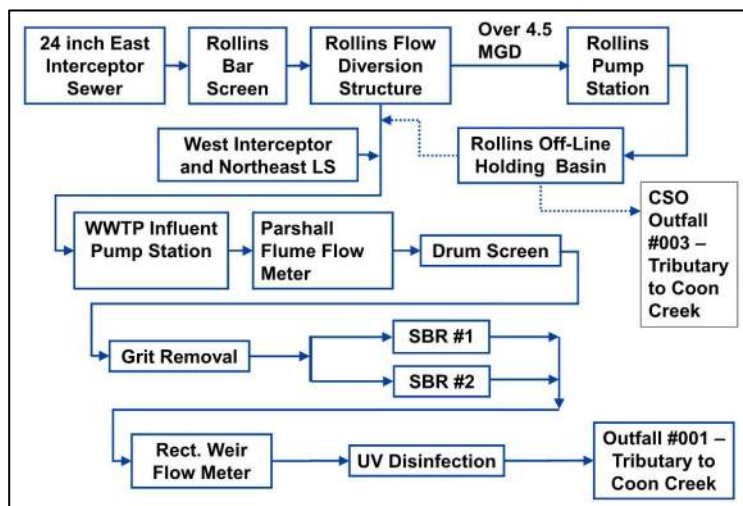 24 inch East
Interceptor
Sewer
Rollins
Bar
Screen
Rollins Flow
Diversion
Structure
Over 4.5
MGD
Rollins
Pump
Station
West Interceptor
and Northeast LS
Rollins Off-Line
Holding Basin
CSO
Outfall
#003 –
Tributary
to Coon
Creek
WWTP Influent
Pump Station
Parshall
Flume Flow
Meter
Drum Screen
Grit Removal
SBR #1
SBR #2
Rect. Weir
Flow Meter
UV Disinfection
Outfall #001 –
Tributary to
Coon Creek